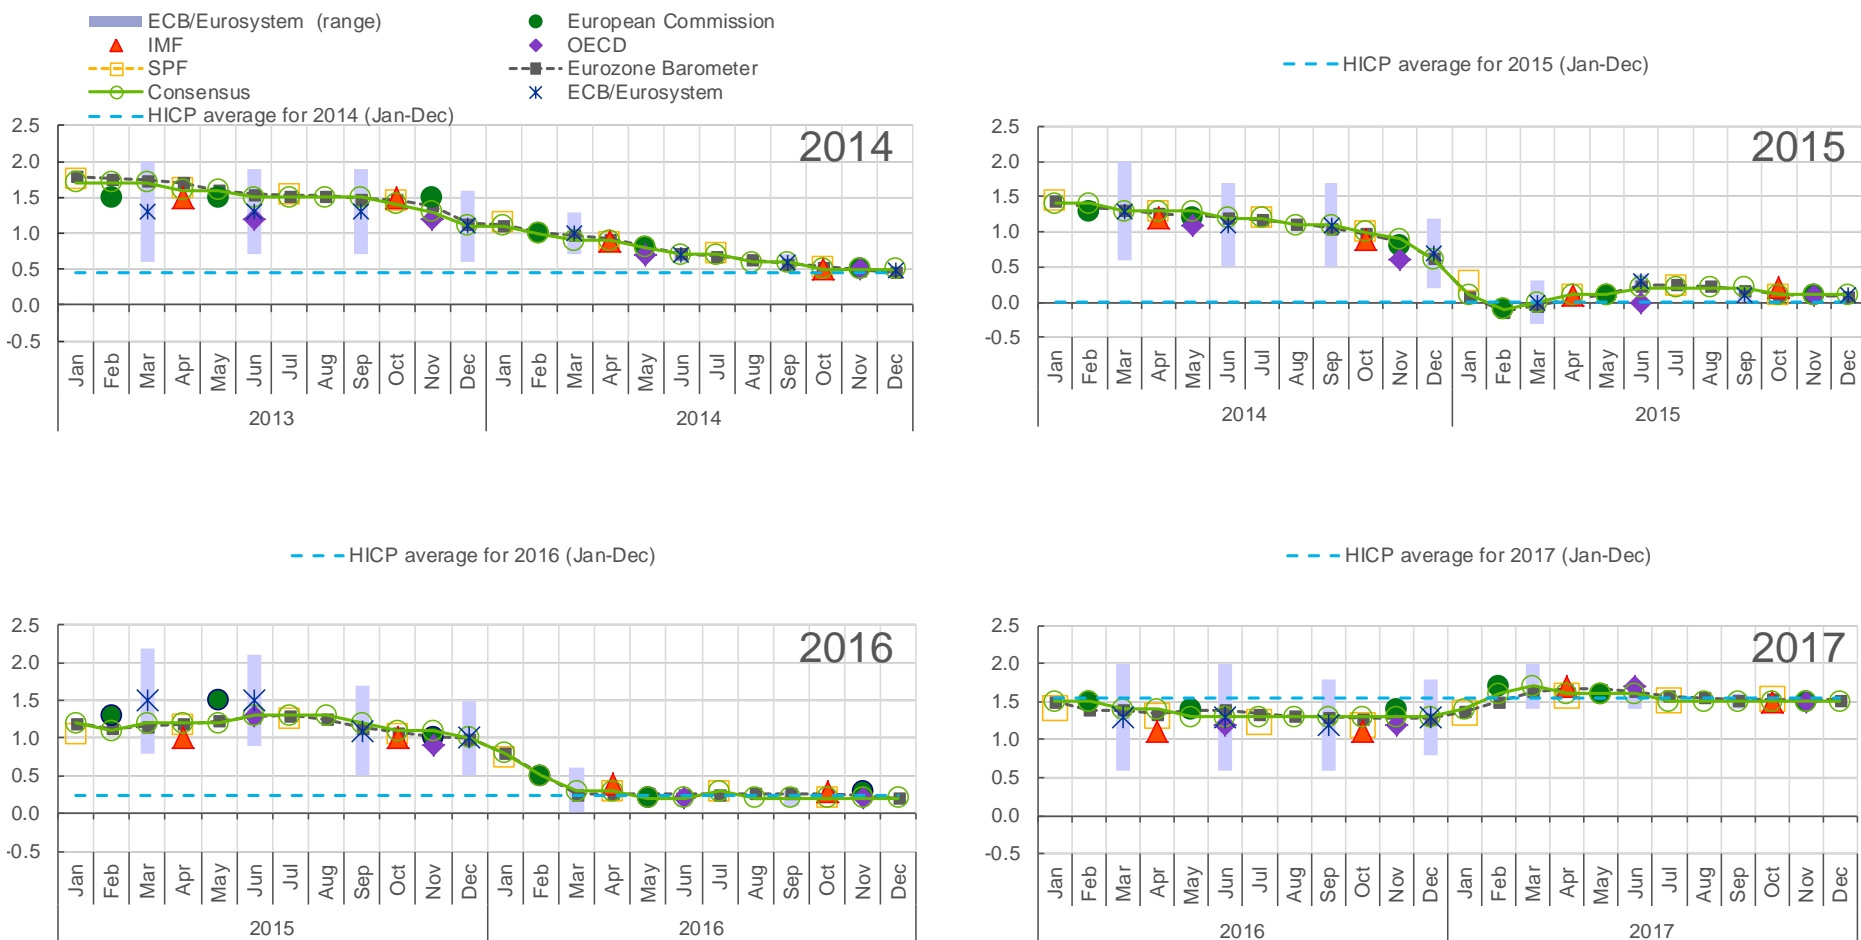 ECB/Eurosystem (range)
European Commission
IMF
OECD
SPF
Eurozone Barometer
Consensus
ECB/Eurosystem
HICP average for 2014 (Jan-Dec)
2014
2.5
2.0
1.5
1.0
0.5
0.0
-0.5
Jan Feb Mar Apr May Jun Jul Aug Sep Oct Nov Dec Jan Feb Mar Apr May Jun Jul Aug Sep Oct Nov Dec
2013 2014
HICP average for 2015 (Jan-Dec)
2015
2.5
2.0
1.5
1.0
0.5
0.0
-0.5
Jan Feb Mar Apr May Jun Jul Aug Sep Oct Nov Dec Jan Feb Mar Apr May Jun Jul Aug Sep Oct Nov Dec
2014 2015
HICP average for 2016 (Jan-Dec)
2016
2.5
2.0
1.5
1.0
0.5
0.0
-0.5
Jan Feb Mar Apr May Jun Jul Aug Sep Oct Nov Dec Jan Feb Mar Apr May Jun Jul Aug Sep Oct Nov Dec
2015 2016
HICP average for 2017 (Jan-Dec)
2017
2.5
2.0
1.5
1.0
0.5
0.0
-0.5
Jan Feb Mar Apr May Jun Jul Aug Sep Oct Nov Dec Jan Feb Mar Apr May Jun Jul Aug Sep Oct Nov Dec
2016 2017